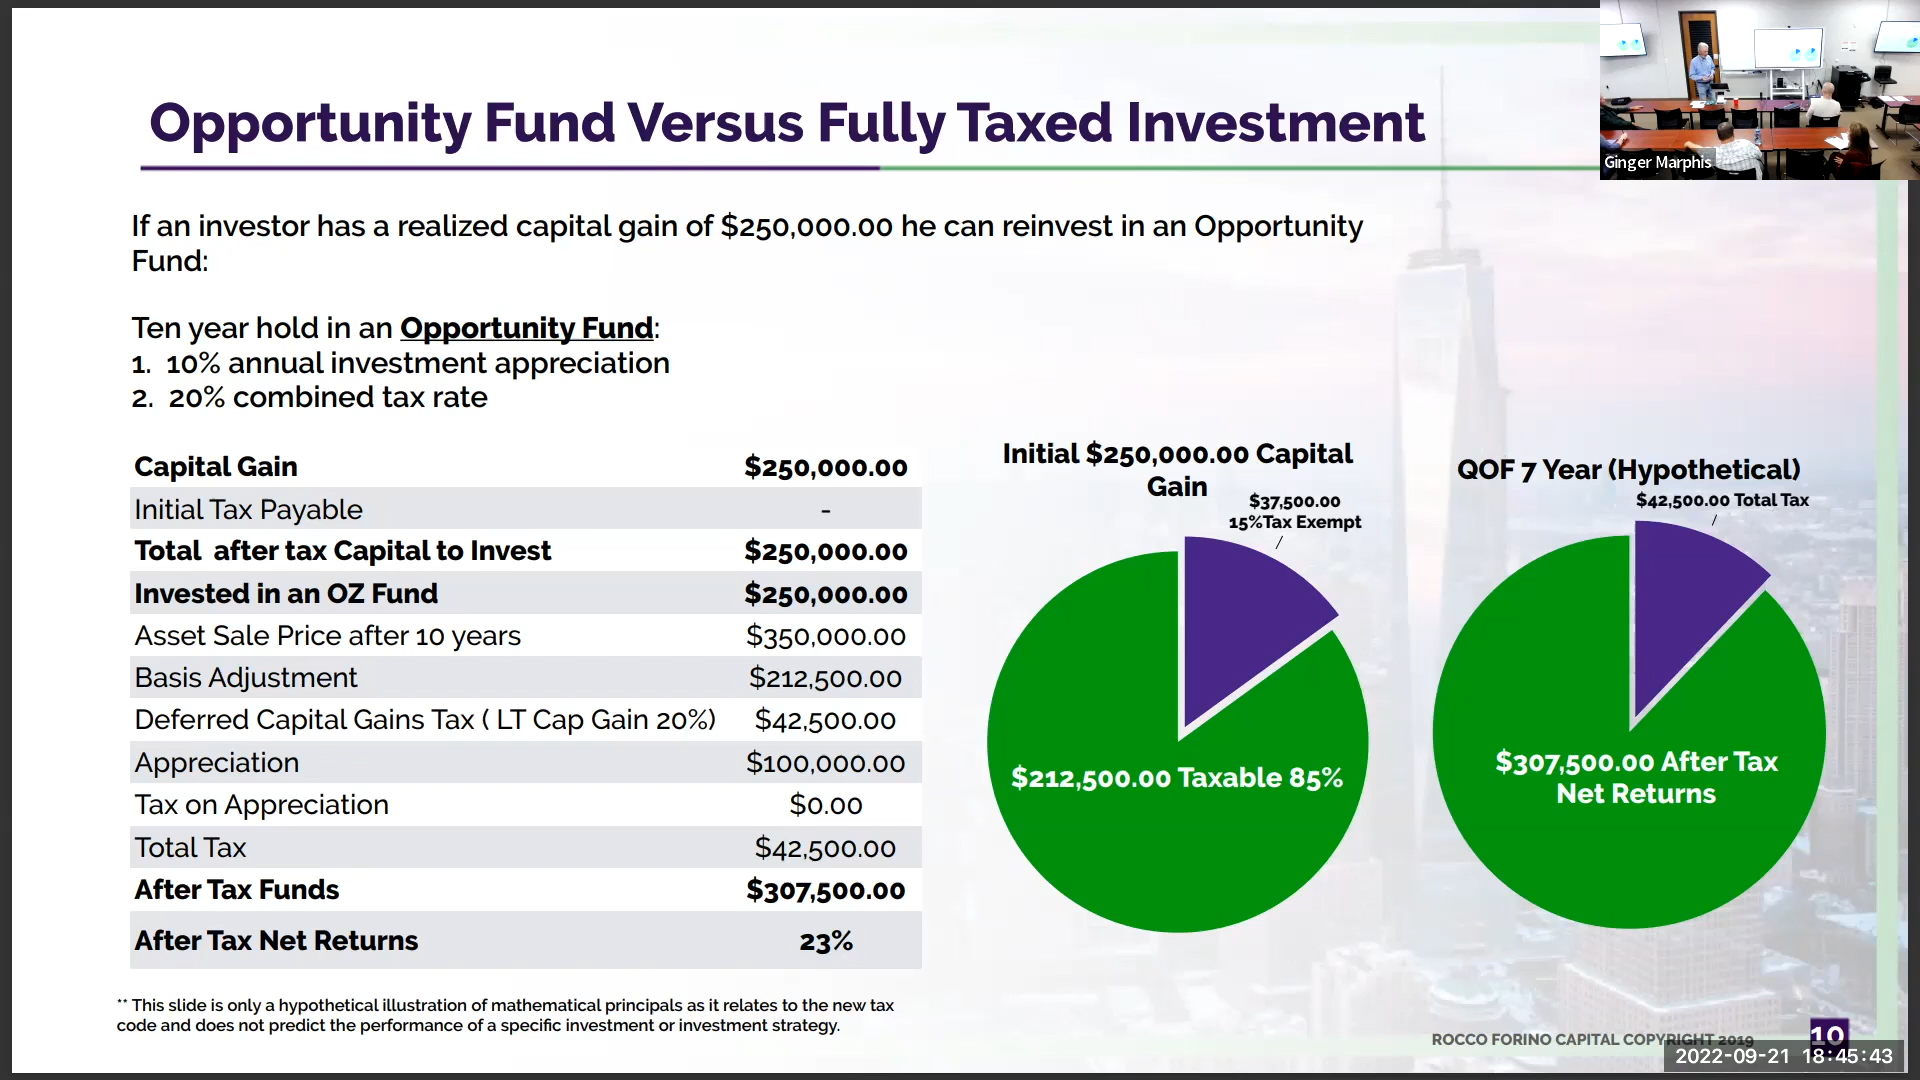 Opportunity Fund Versus Fully Taxed Investment
Ginger Marphis
If an investor has a realized capital gain of $250,000.00 he can reinvest in an Opportunity
Fund:
Ten year hold in an Opportunity Fund:
1. 10% annual investment appreciation
2. 20% combined tax rate
Capital Gain $250,000.00
Initial Tax Payable -
Total after tax Capital to Invest $250,000.00
Invested in an OZ Fund $250,000.00
Asset Sale Price after 10 years $350,000.00
Basis Adjustment $212,500.00
Deferred Capital Gains Tax ( LT Cap Gain 20%) $42,500.00
Appreciation $100,000.00
Tax on Appreciation $0.00
Total Tax $42,500.00
After Tax Funds $307,500.00
After Tax Net Returns 23%
Initial $250,000.00 Capital
Gain
$37,500.00
15%Tax Exempt
$212,500.00 Taxable 85%
QOF 7 Year (Hypothetical)
$42,500.00 Total Tax
$307,500.00 After Tax
Net Returns
** This slide is only a hypothetical illustration of mathematical principals as it relates to the new tax
code and does not predict the performance of a specific investment or investment strategy.
ROCCO FORINO CAPITAL COPYRIGHT 2019
10
2022-09-21 18:45:43